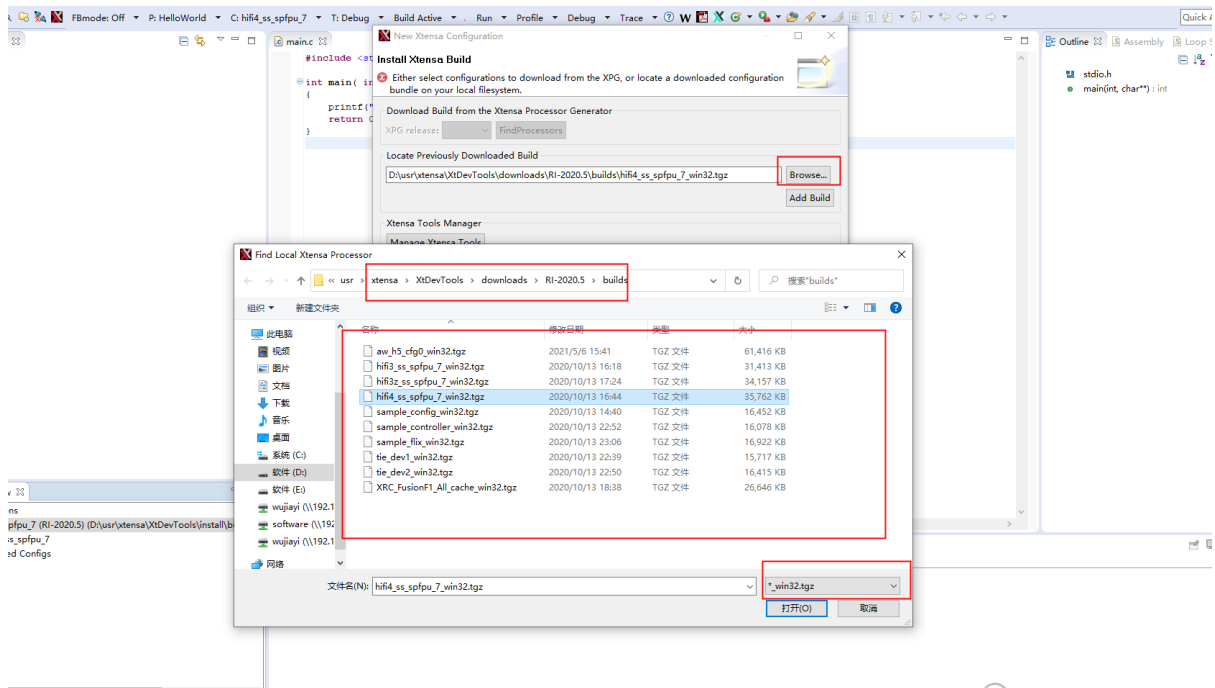 FBmode: Off P: HelloWorld C: hifi4_ss_spfpu_7 T: Debug Build Active Run Profile Debug Trace Quick A
main.c
#include <st
int main( in
{
printf("
return 0
}
New Xtensa Configuration
Install Xtensa Build
Either select configurations to download from the XPG, or locate a downloaded configuration
bundle on your local filesystem.
Download Build from the Xtensa Processor Generator
XPG release: FindProcessors
Locate Previously Downloaded Build
D:\usr\xtensa\XtDevTools\downloads\RI-2020.5\builds\hifi4_ss_spfpu_7_win32.tgz Browse...
Add Build
Xtensa Tools Manager
Manage Xtensa Tools
Outline Assembly Loop S
stdio.h
main(int, char**) : int
Find Local Xtensa Processor
« usr › xtensa › XtDevTools › downloads › RI-2020.5 › builds 搜索"builds"
组织 新建文件夹
此电脑
视频
图片
文档
下载
音乐
桌面
系统 (C:)
软件 (D:)
软件 (E:)
wujiayi (\\192.1
software (\\192
wujiayi (\\192.1
网络
名称 修改日期 类型 大小
aw_h5_cfg0_win32.tgz 2021/5/6 15:41 TGZ 文件 61,416 KB
hifi3_ss_spfpu_7_win32.tgz 2020/10/13 16:18 TGZ 文件 31,413 KB
hifi3z_ss_spfpu_7_win32.tgz 2020/10/13 17:24 TGZ 文件 34,157 KB
hifi4_ss_spfpu_7_win32.tgz 2020/10/13 16:44 TGZ 文件 35,762 KB
sample_config_win32.tgz 2020/10/13 14:40 TGZ 文件 16,452 KB
sample_controller_win32.tgz 2020/10/13 22:52 TGZ 文件 16,078 KB
sample_flix_win32.tgz 2020/10/13 23:06 TGZ 文件 16,922 KB
tie_dev1_win32.tgz 2020/10/13 22:39 TGZ 文件 15,717 KB
tie_dev2_win32.tgz 2020/10/13 22:50 TGZ 文件 16,415 KB
XRC_FusionF1_All_cache_win32.tgz 2020/10/13 18:38 TGZ 文件 26,646 KB
文件名(N): hifi4_ss_spfpu_7_win32.tgz *_win32.tgz
打开(O) 取消
ns
pfpu_7 (RI-2020.5) (D:\usr\xtensa\XtDevTools\install\b
ss_spfpu_7
ed Configs